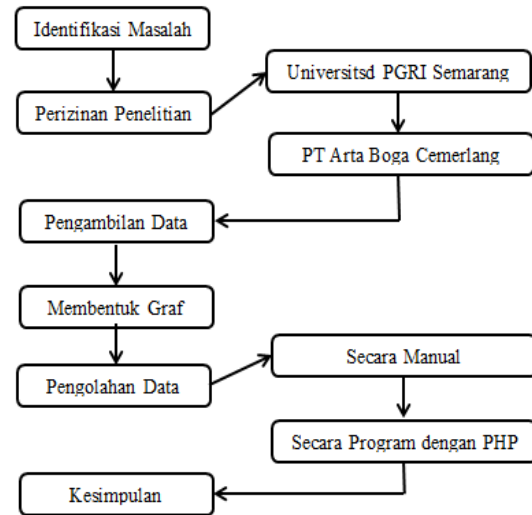 Identifikasi Masalah
Perizinan Penelitian
Universitsd PGRI Semarang
PT Arta Boga Cemerlang
Pengambilan Data
Membentuk Graf
Pengolahan Data
Secara Manual
Secara Program dengan PHP
Kesimpulan